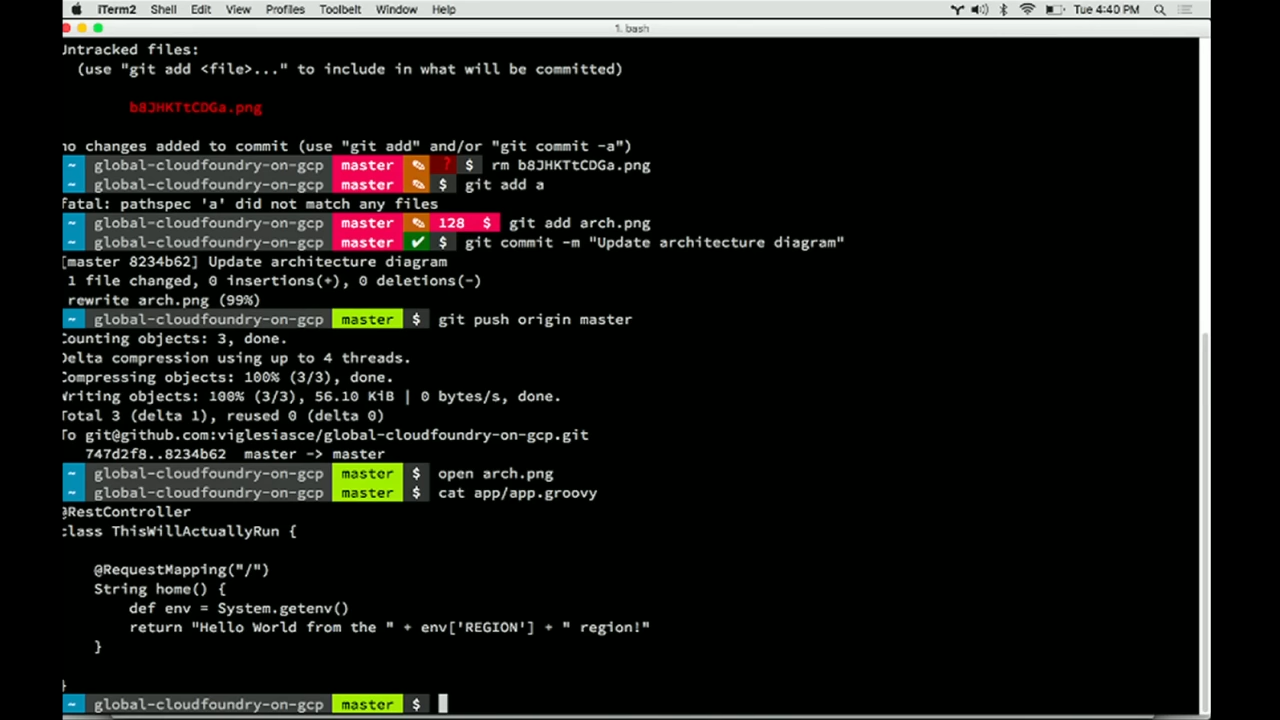 iTerm2 Shell Edit View Profiles Toolbelt Window Help Tue 4:40 PM
1. bash
Untracked files:
(use "git add <file>..." to include in what will be committed)
b8JHKTtCDGa.png
no changes added to commit (use "git add" and/or "git commit -a")
~ global-cloudfoundry-on-gcp master ✎ ? $ rm b8JHKTtCDGa.png
~ global-cloudfoundry-on-gcp master ✎ $ git add a
fatal: pathspec 'a' did not match any files
~ global-cloudfoundry-on-gcp master ✎ 128 $ git add arch.png
~ global-cloudfoundry-on-gcp master ✔ $ git commit -m "Update architecture diagram"
[master 8234b62] Update architecture diagram
1 file changed, 0 insertions(+), 0 deletions(-)
rewrite arch.png (99%)
~ global-cloudfoundry-on-gcp master $ git push origin master
Counting objects: 3, done.
Delta compression using up to 4 threads.
Compressing objects: 100% (3/3), done.
Writing objects: 100% (3/3), 56.10 KiB | 0 bytes/s, done.
Total 3 (delta 1), reused 0 (delta 0)
To git@github.com:viglesiasce/global-cloudfoundry-on-gcp.git
747d2f8..8234b62 master -> master
~ global-cloudfoundry-on-gcp master $ open arch.png
~ global-cloudfoundry-on-gcp master $ cat app/app.groovy
@RestController
class ThisWillActuallyRun {
@RequestMapping("/")
String home() {
def env = System.getenv()
return "Hello World from the " + env['REGION'] + " region!"
}
}
~ global-cloudfoundry-on-gcp master $